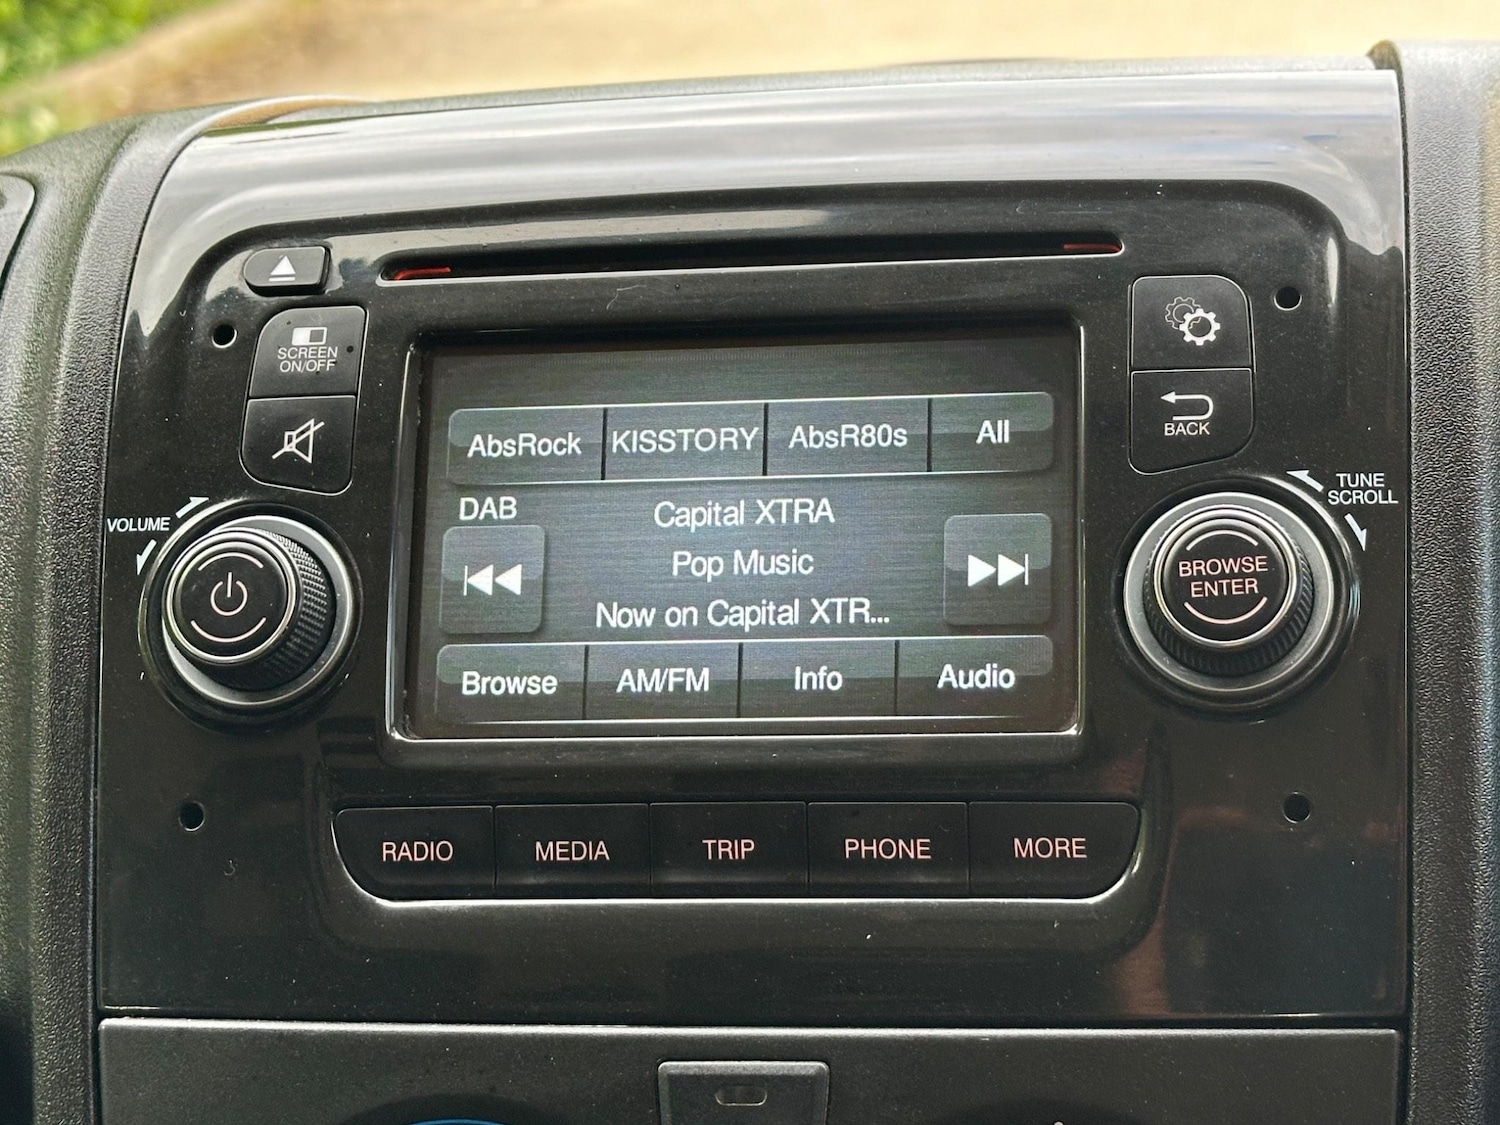 SCREEN
ON/OFF
BACK
VOLUME
TUNE
SCROLL
AbsRock KISSTORY AbsR80s All
DAB
Capital XTRA
Pop Music
Now on Capital XTR...
BROWSE
ENTER
Browse AM/FM Info Audio
RADIO MEDIA TRIP PHONE MORE